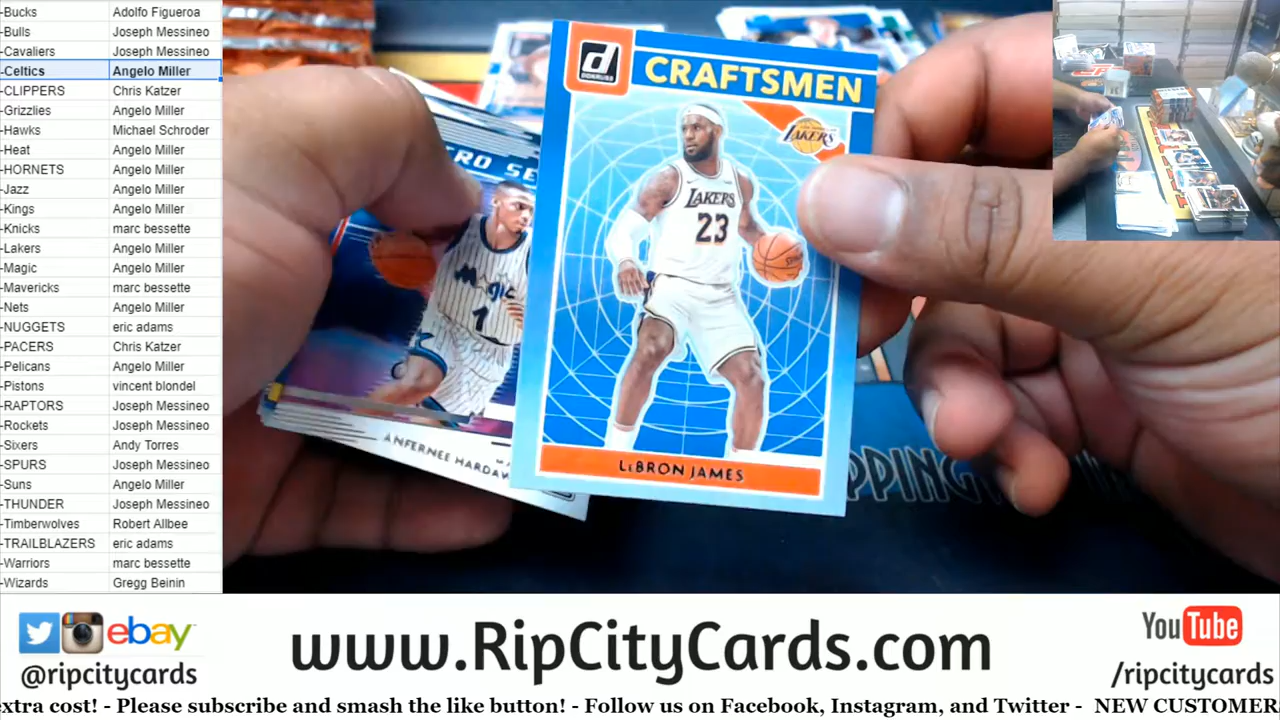 -Bucks Adolfo Figueroa
-Bulls Joseph Messineo
-Cavaliers Joseph Messineo
-Celtics Angelo Miller
-CLIPPERS Chris Katzer
-Grizzlies Angelo Miller
-Hawks Michael Schroder
-Heat Angelo Miller
-HORNETS Angelo Miller
-Jazz Angelo Miller
-Kings Angelo Miller
-Knicks marc bessette
-Lakers Angelo Miller
-Magic Angelo Miller
-Mavericks marc bessette
-Nets Angelo Miller
-NUGGETS eric adams
-PACERS Chris Katzer
-Pelicans Angelo Miller
-Pistons vincent blondel
-RAPTORS Joseph Messineo
-Rockets Joseph Messineo
-Sixers Andy Torres
-SPURS Joseph Messineo
-Suns Angelo Miller
-THUNDER Joseph Messineo
-Timberwolves Robert Allbee
-TRAILBLAZERS eric adams
-Warriors marc bessette
-Wizards Gregg Beinin
DONRUSS
CRAFTSMEN
LAKERS
LAKERS
23
LEBRON JAMES
Magic
1
ANFERNEE HARDAW
PPING
ebay
@ripcitycards
www.RipCityCards.com
YouTube
/ripcitycards
extra cost! - Please subscribe and smash the like button! - Follow us on Facebook, Instagram, and Twitter - NEW CUSTOMER